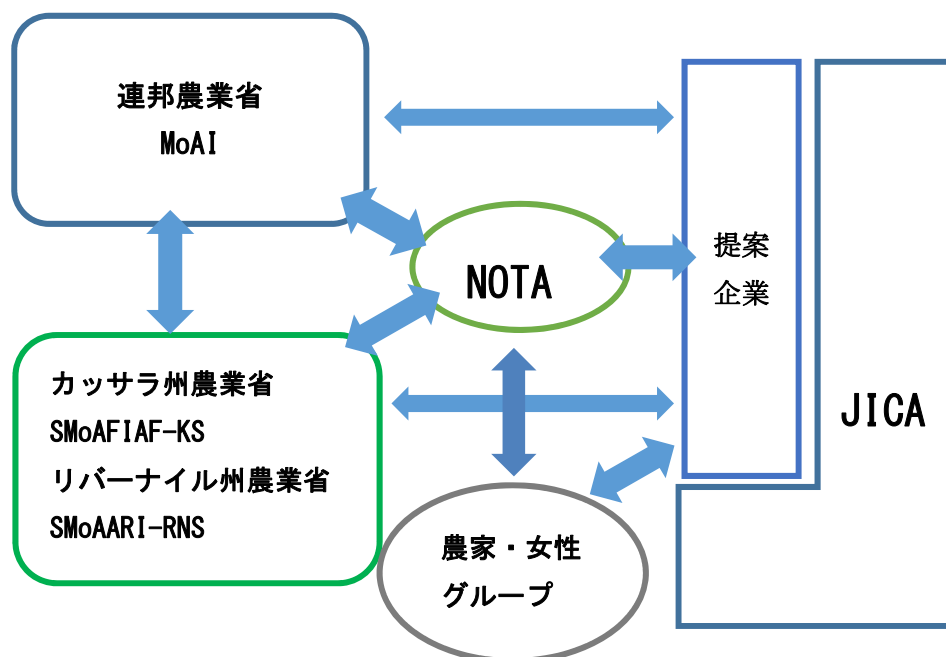 連邦農業省
MoAI
NOTA
提案
企業
カッサラ州農業省
SMoAFIAF-KS
リバーナイル州農業省
SMoAARI-RNS
JICA
農家・女性
グループ